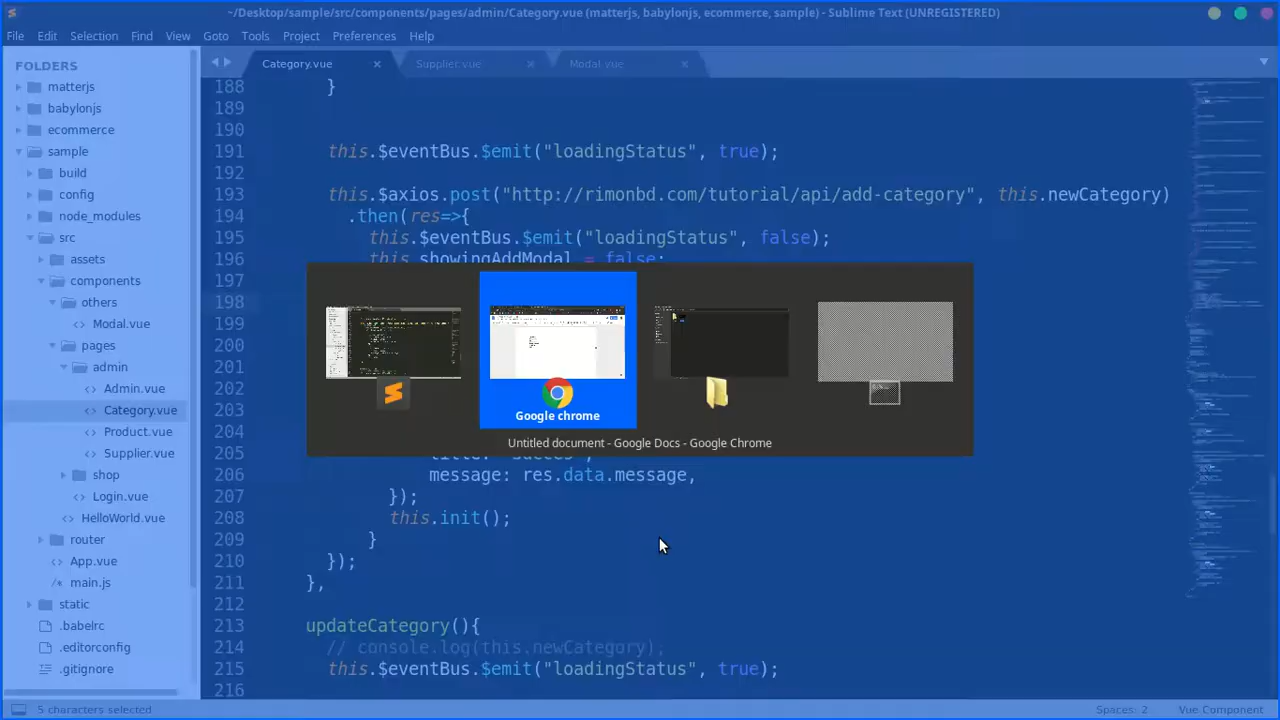 ~/Desktop/sample/src/components/pages/admin/Category.vue (matterjs, babylonjs, ecommerce, sample) - Sublime Text (UNREGISTERED)
File Edit Selection Find View Goto Tools Project Preferences Help
FOLDERS
matterjs
babylonjs
ecommerce
sample
build
config
node_modules
src
assets
components
others
Modal.vue
pages
admin
Admin.vue
Category.vue
Product.vue
Supplier.vue
shop
Login.vue
HelloWorld.vue
router
App.vue
main.js
static
.babelrc
.editorconfig
.gitignore
Category.vue Supplier.vue Modal.vue
188 }
189
190
191 this.$eventBus.$emit("loadingStatus", true);
192
193 this.$axios.post("http://rimonbd.com/tutorial/api/add-category", this.newCategory)
194 .then(res=>{
195 this.$eventBus.$emit("loadingStatus", false);
196 this.showingAddModal = false;
197
198
199
200
201
202
203
204
205
206 message: res.data.message,
207 });
208 this.init();
209 }
210 });
211 },
212
213 updateCategory(){
214 // console.log(this.newCategory);
215 this.$eventBus.$emit("loadingStatus", true);
216
Google chrome
Untitled document - Google Docs - Google Chrome
5 characters selected Spaces: 2 Vue Component